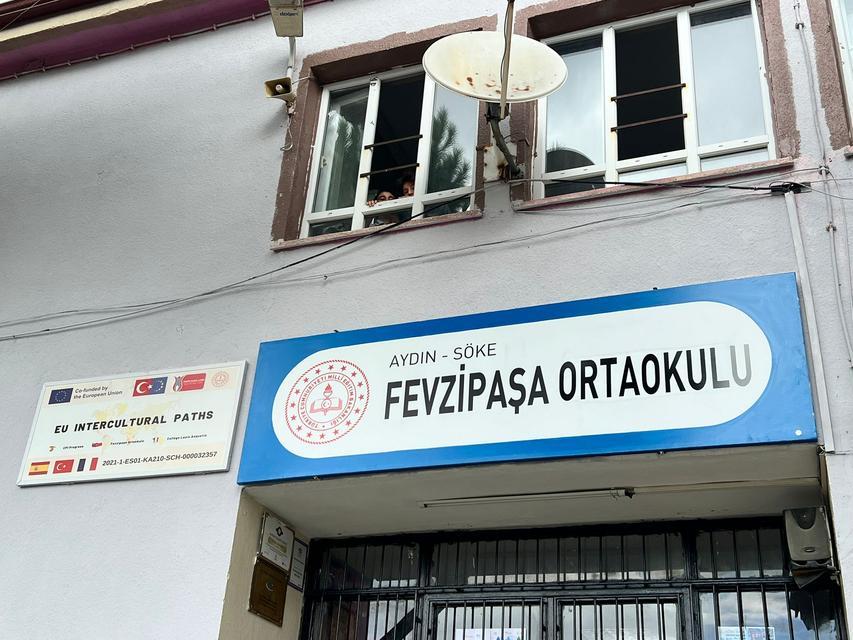 AYDIN - SÖKE
FEVZİPAŞA ORTAOKULU
Co-funded by
the European Union
EU INTERCULTURAL PATHS
2021-1-ES01-KA210-SCH-000032357